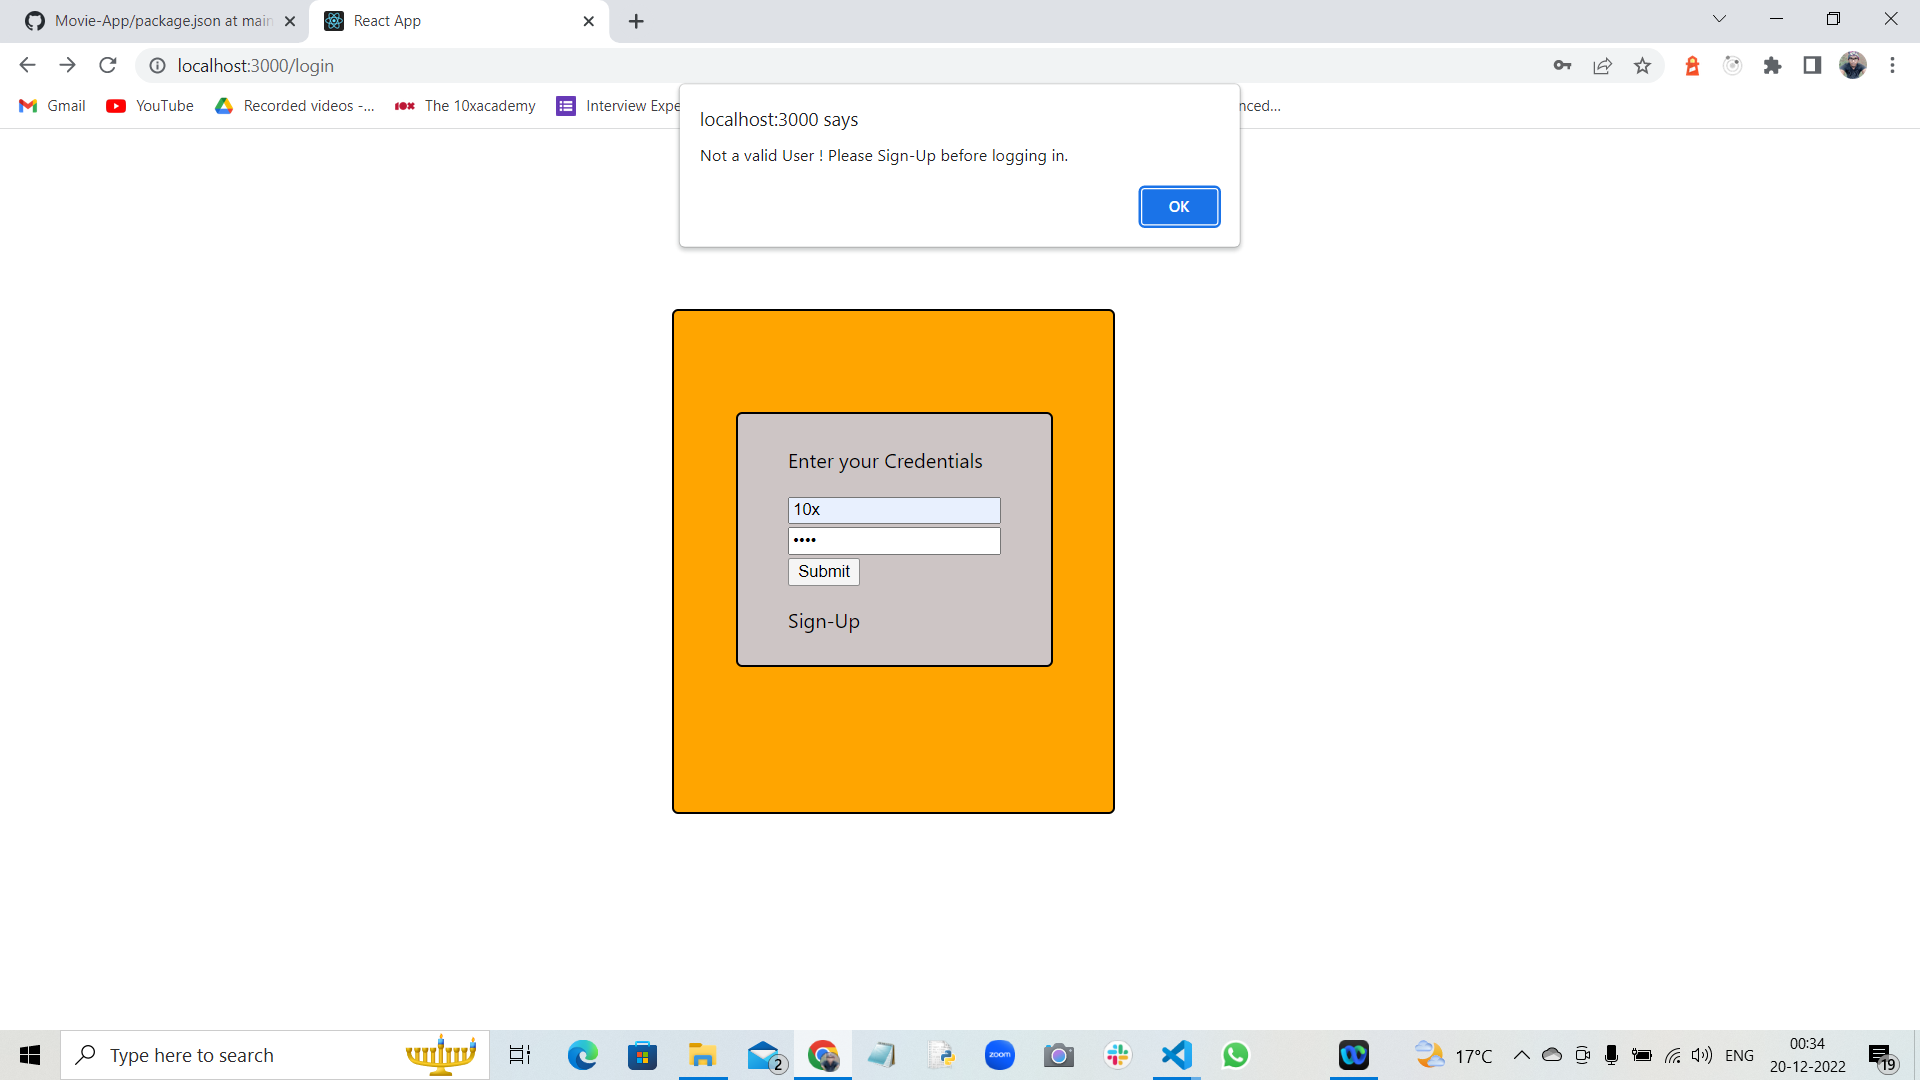 Movie-App/package.json at main
React App
localhost:3000/login
Gmail
YouTube
Recorded videos -...
The 10xacademy
Interview Expe
nced...
localhost:3000 says
Not a valid User ! Please Sign-Up before logging in.
OK
Enter your Credentials
10x
••••
Submit
Sign-Up
Type here to search
2
zoom
17°C
ENG
00:34
20-12-2022
19